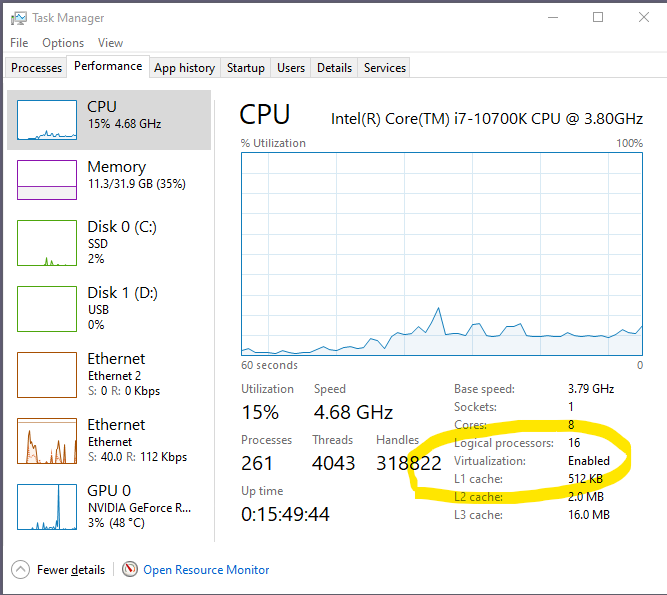 Task Manager
File Options View
Processes Performance App history Startup Users Details Services
CPU
15% 4.68 GHz
Memory
11.3/31.9 GB (35%)
Disk 0 (C:)
SSD
2%
Disk 1 (D:)
USB
0%
Ethernet
Ethernet 2
S: 0 R: 0 Kbps
Ethernet
Ethernet
S: 40.0 R: 112 Kbps
GPU 0
NVIDIA GeForce R...
3% (48 °C)
CPU Intel(R) Core(TM) i7-10700K CPU @ 3.80GHz
% Utilization 100%
60 seconds 0
Utilization Speed
15% 4.68 GHz
Processes Threads Handles
261 4043 318822
Up time
0:15:49:44
Base speed: 3.79 GHz
Sockets: 1
Cores: 8
Logical processors: 16
Virtualization: Enabled
L1 cache: 512 KB
L2 cache: 2.0 MB
L3 cache: 16.0 MB
Fewer details Open Resource Monitor